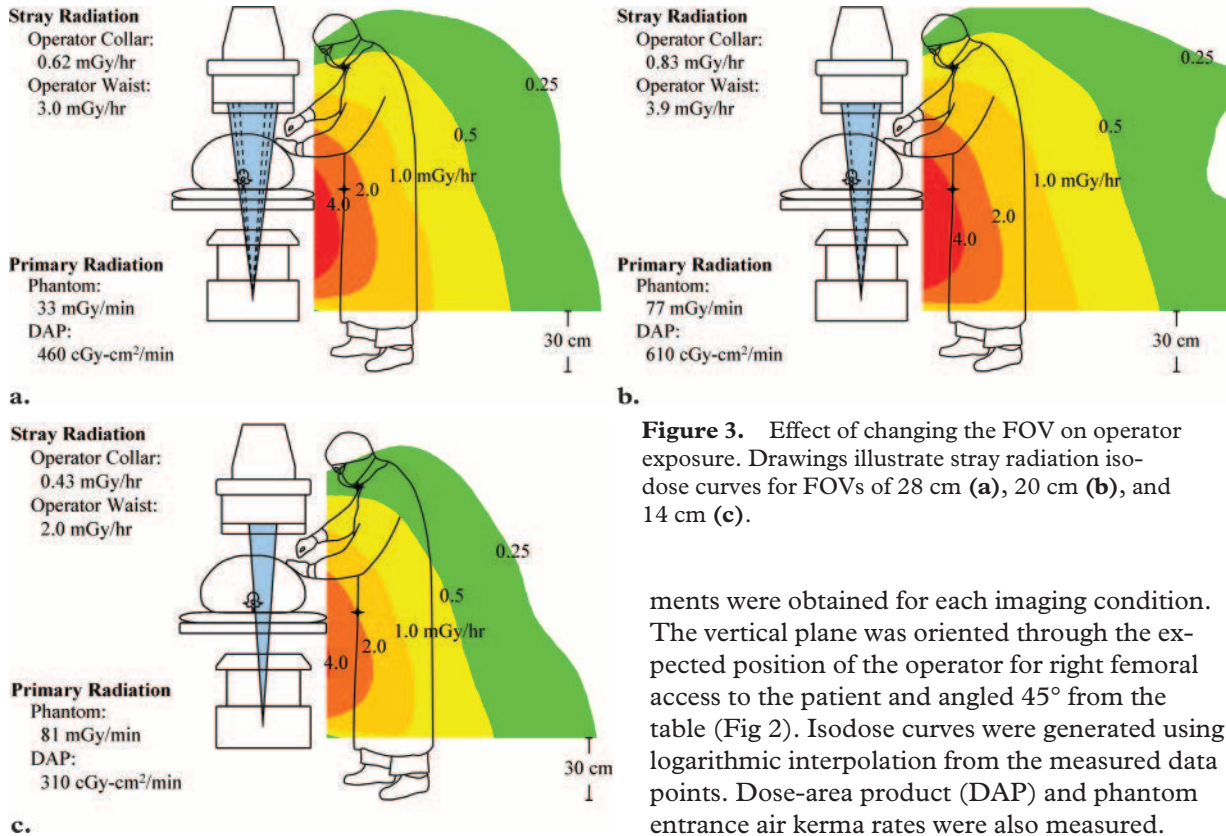 Stray Radiation
Operator Collar:
0.62 mGy/hr
Operator Waist:
3.0 mGy/hr
0.25
0.5
1.0 mGy/hr
2.0
4.0
Primary Radiation
Phantom:
33 mGy/min
DAP:
460 cGy-cm²/min
30 cm
a.
Stray Radiation
Operator Collar:
0.83 mGy/hr
Operator Waist:
3.9 mGy/hr
0.25
0.5
1.0 mGy/hr
2.0
4.0
Primary Radiation
Phantom:
77 mGy/min
DAP:
610 cGy-cm²/min
30 cm
b.
Stray Radiation
Operator Collar:
0.43 mGy/hr
Operator Waist:
2.0 mGy/hr
0.25
0.5
1.0 mGy/hr
2.0
4.0
Primary Radiation
Phantom:
81 mGy/min
DAP:
310 cGy-cm²/min
30 cm
c.
Figure 3. Effect of changing the FOV on operator
exposure. Drawings illustrate stray radiation iso-
dose curves for FOVs of 28 cm (a), 20 cm (b), and
14 cm (c).
ments were obtained for each imaging condition.
The vertical plane was oriented through the ex-
pected position of the operator for right femoral
access to the patient and angled 45° from the
table (Fig 2). Isodose curves were generated using
logarithmic interpolation from the measured data
points. Dose-area product (DAP) and phantom
entrance air kerma rates were also measured.